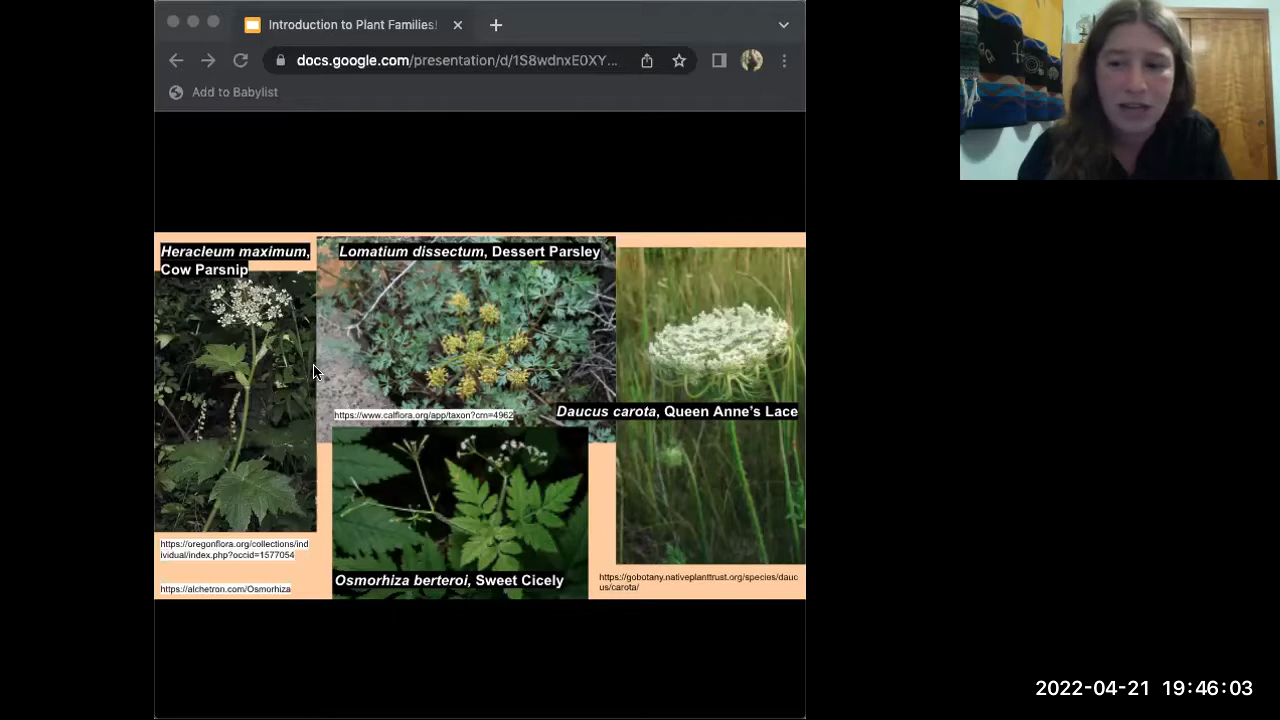 Introduction to Plant Families!
docs.google.com/presentation/d/1S8wdnxE0XY...
Add to Babylist
Heracleum maximum,
Cow Parsnip
Lomatium dissectum, Dessert Parsley
https://www.calflora.org/app/taxon?crn=4962
Daucus carota, Queen Anne's Lace
https://oregonflora.org/collections/ind
ividual/index.php?occid=1577054
https://alchetron.com/Osmorhiza
Osmorhiza berteroi, Sweet Cicely
https://gobotany.nativeplanttrust.org/species/dauc
us/carota/
2022-04-21 19:46:03